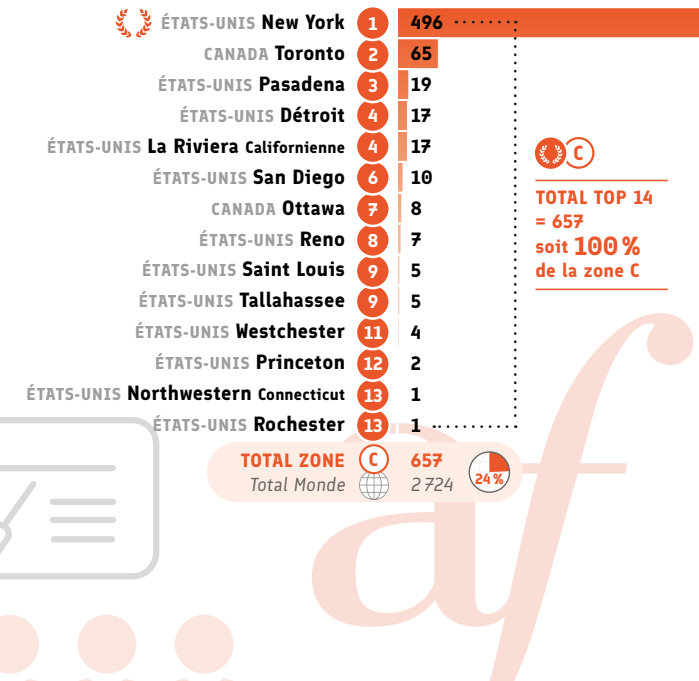 ÉTATS-UNIS New York 1 496
CANADA Toronto 2 65
ÉTATS-UNIS Pasadena 3 19
ÉTATS-UNIS Détroit 4 17
ÉTATS-UNIS La Riviera Californienne 4 17
ÉTATS-UNIS San Diego 6 10
CANADA Ottawa 7 8
ÉTATS-UNIS Reno 8 7
ÉTATS-UNIS Saint Louis 9 5
ÉTATS-UNIS Tallahassee 9 5
ÉTATS-UNIS Westchester 11 4
ÉTATS-UNIS Princeton 12 2
ÉTATS-UNIS Northwestern Connecticut 13 1
ÉTATS-UNIS Rochester 13 1
TOTAL ZONE C 657
Total Monde 2 724
24 %
C
TOTAL TOP 14
= 657
soit 100 %
de la zone C
af